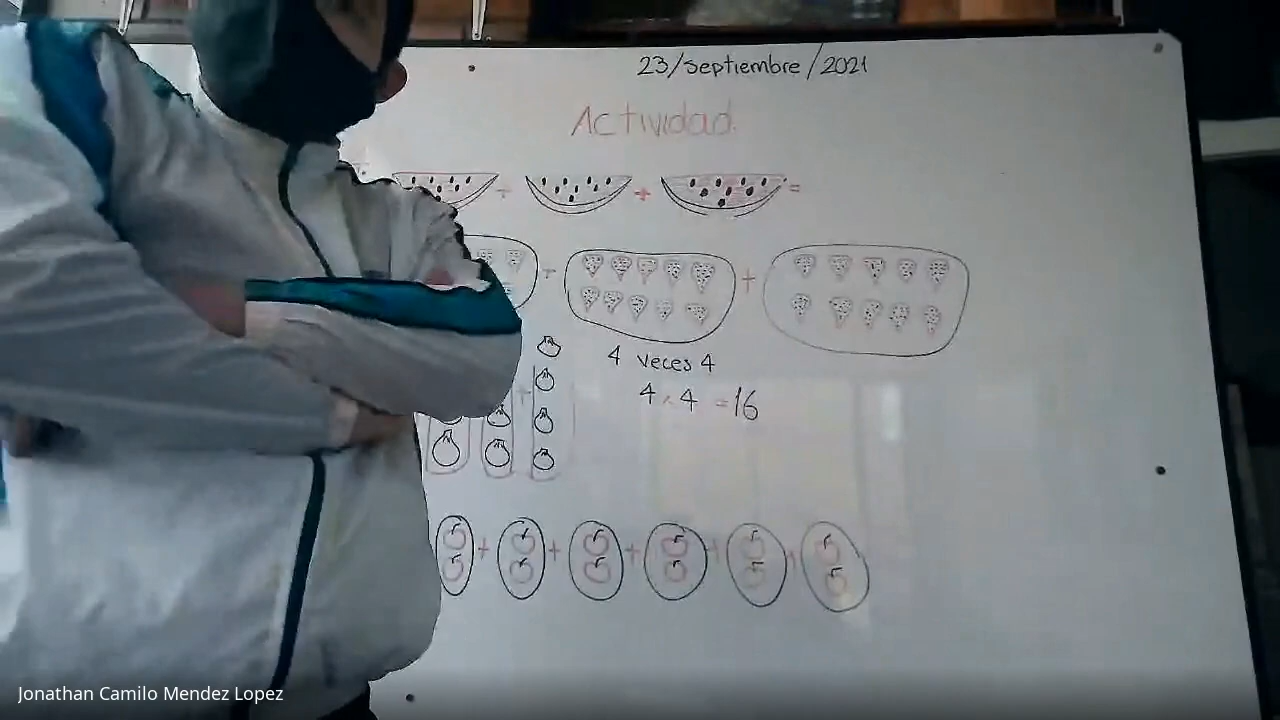 23/Septiembre/2021
Actividad.
+ + =
+ +
4 veces 4
4 × 4 = 16
+ + + + +
Jonathan Camilo Mendez Lopez